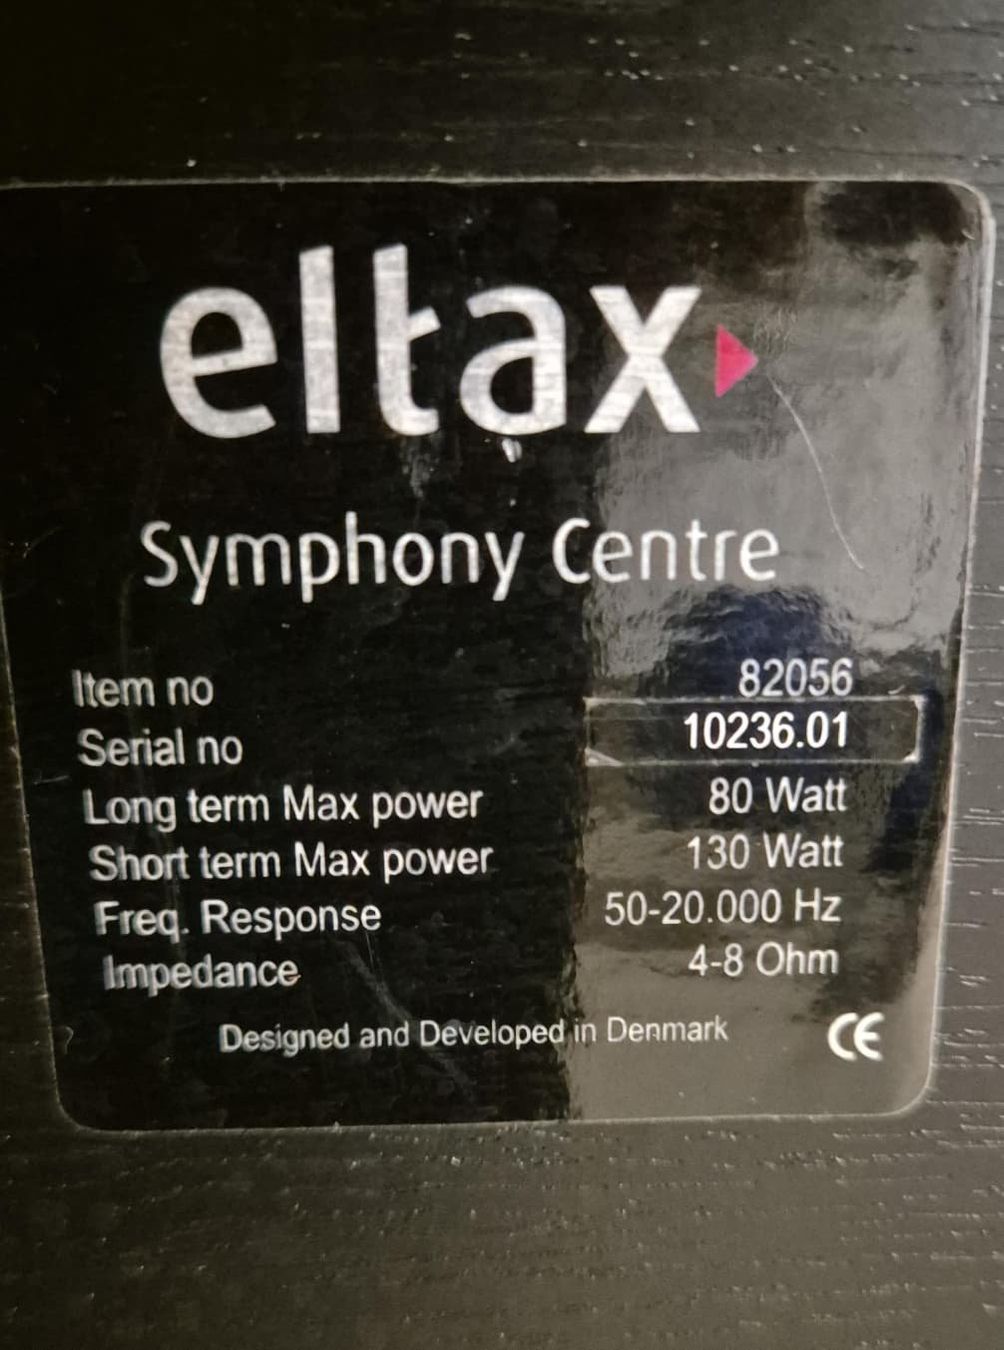 eltax
Symphony Centre
Item no 82056
Serial no 10236.01
Long term Max power 80 Watt
Short term Max power 130 Watt
Freq. Response 50-20.000 Hz
Impedance 4-8 Ohm
Designed and Developed in Denmark CE